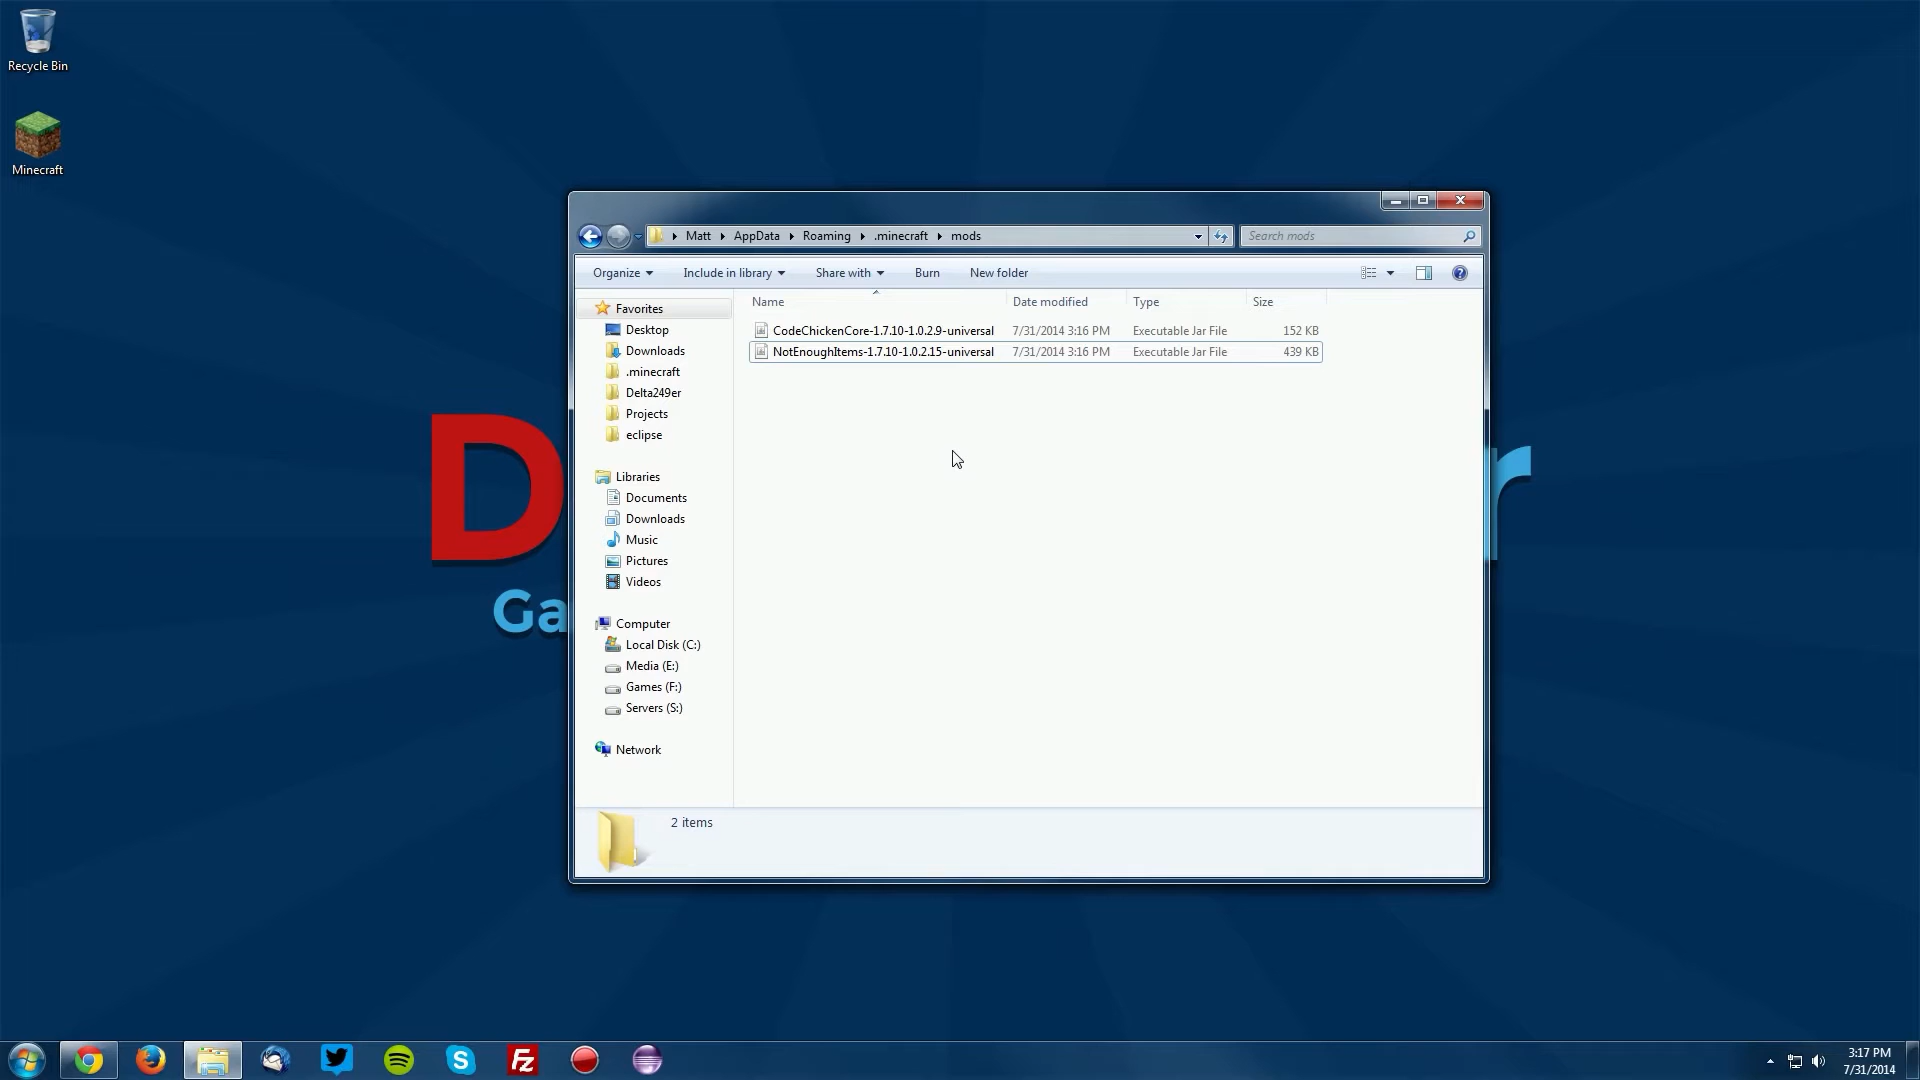 Recycle Bin
Minecraft
Matt AppData Roaming .minecraft mods
Search mods
Organize Include in library Share with Burn New folder
Name Date modified Type Size
CodeChickenCore-1.7.10-1.0.2.9-universal 7/31/2014 3:16 PM Executable Jar File 152 KB
NotEnoughItems-1.7.10-1.0.2.15-universal 7/31/2014 3:16 PM Executable Jar File 439 KB
Favorites
Desktop
Downloads
.minecraft
Delta249er
Projects
eclipse
Libraries
Documents
Downloads
Music
Pictures
Videos
Computer
Local Disk (C:)
Media (E:)
Games (F:)
Servers (S:)
Network
2 items
D r
Ga
3:17 PM
7/31/2014